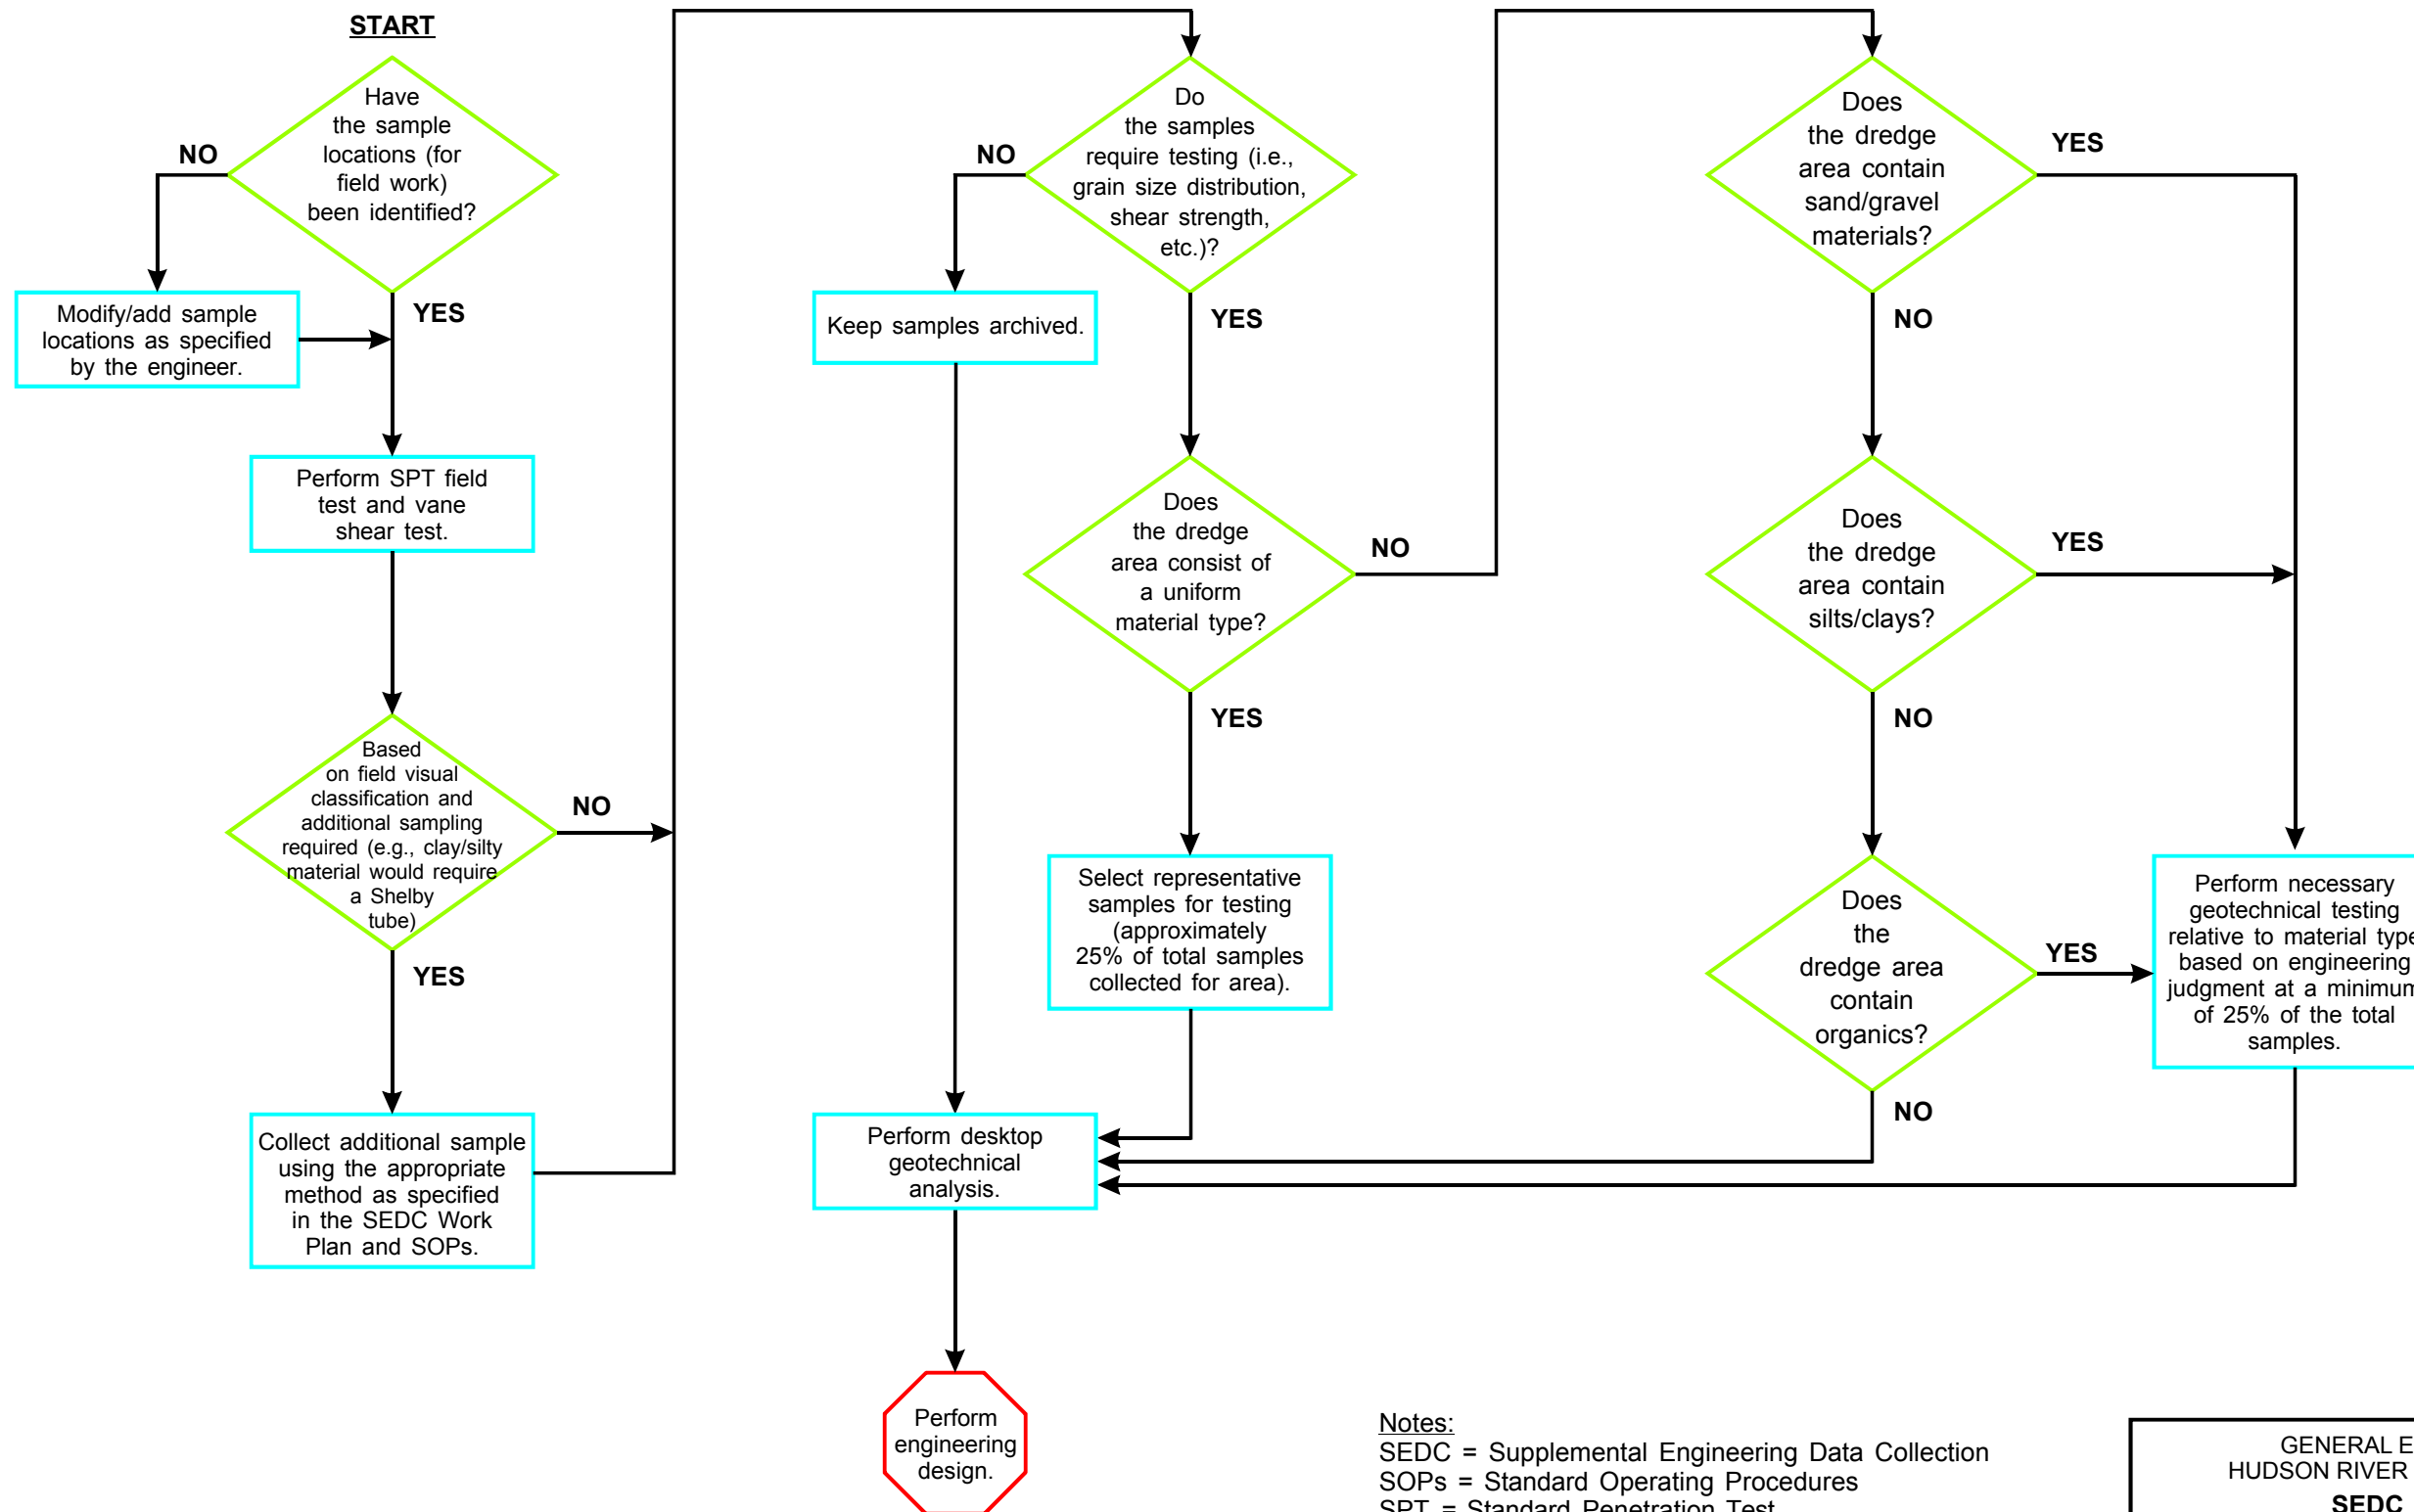 START
Have
the sample
locations (for
field work)
been identified?
NO
YES
Modify/add sample
locations as specified
by the engineer.
Perform SPT field
test and vane
shear test.
Based
on field visual
classification and
additional sampling
required (e.g., clay/silty
material would require
a Shelby
tube)
NO
YES
Collect additional sample
using the appropriate
method as specified
in the SEDC Work
Plan and SOPs.
Do
the samples
require testing (i.e.,
grain size distribution,
shear strength,
etc.)?
NO
YES
Keep samples archived.
Does
the dredge
area consist of
a uniform
material type?
NO
YES
Select representative
samples for testing
(approximately
25% of total samples
collected for area).
Perform desktop
geotechnical
analysis.
Perform
engineering
design.
Does
the dredge
area contain
sand/gravel
materials?
YES
NO
Does
the dredge
area contain
silts/clays?
YES
NO
Does
the
dredge area
contain
organics?
YES
NO
Perform necessary
geotechnical testing
relative to material type
based on engineering
judgment at a minimum
of 25% of the total
samples.
Notes:
SEDC = Supplemental Engineering Data Collection
SOPs = Standard Operating Procedures
SPT = Standard Penetration Test
GENERAL E
HUDSON RIVER
SEDC